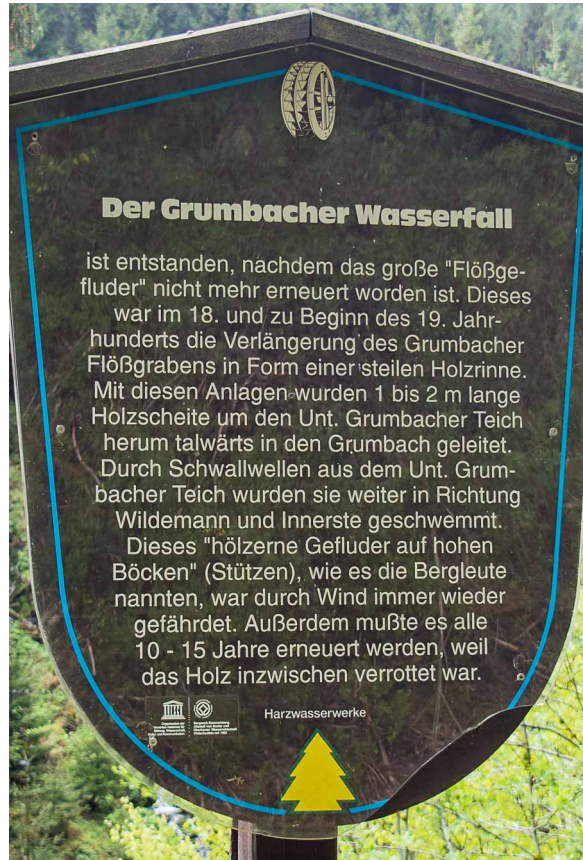 Der Grumbacher Wasserfall
ist entstanden, nachdem das große "Flößge-
fluder" nicht mehr erneuert worden ist. Dieses
war im 18. und zu Beginn des 19. Jahr-
hunderts die Verlängerung des Grumbacher
Flößgrabens in Form einer steilen Holzrinne.
Mit diesen Anlagen wurden 1 bis 2 m lange
Holzscheite um den Unt. Grumbacher Teich
herum talwärts in den Grumbach geleitet.
Durch Schwallwellen aus dem Unt. Grum-
bacher Teich wurden sie weiter in Richtung
Wildemann und Innerste geschwemmt.
Dieses "hölzerne Gefluder auf hohen
Böcken" (Stützen), wie es die Bergleute
nannten, war durch Wind immer wieder
gefährdet. Außerdem mußte es alle
10 - 15 Jahre erneuert werden, weil
das Holz inzwischen verrottet war.
Harzwasserwerke